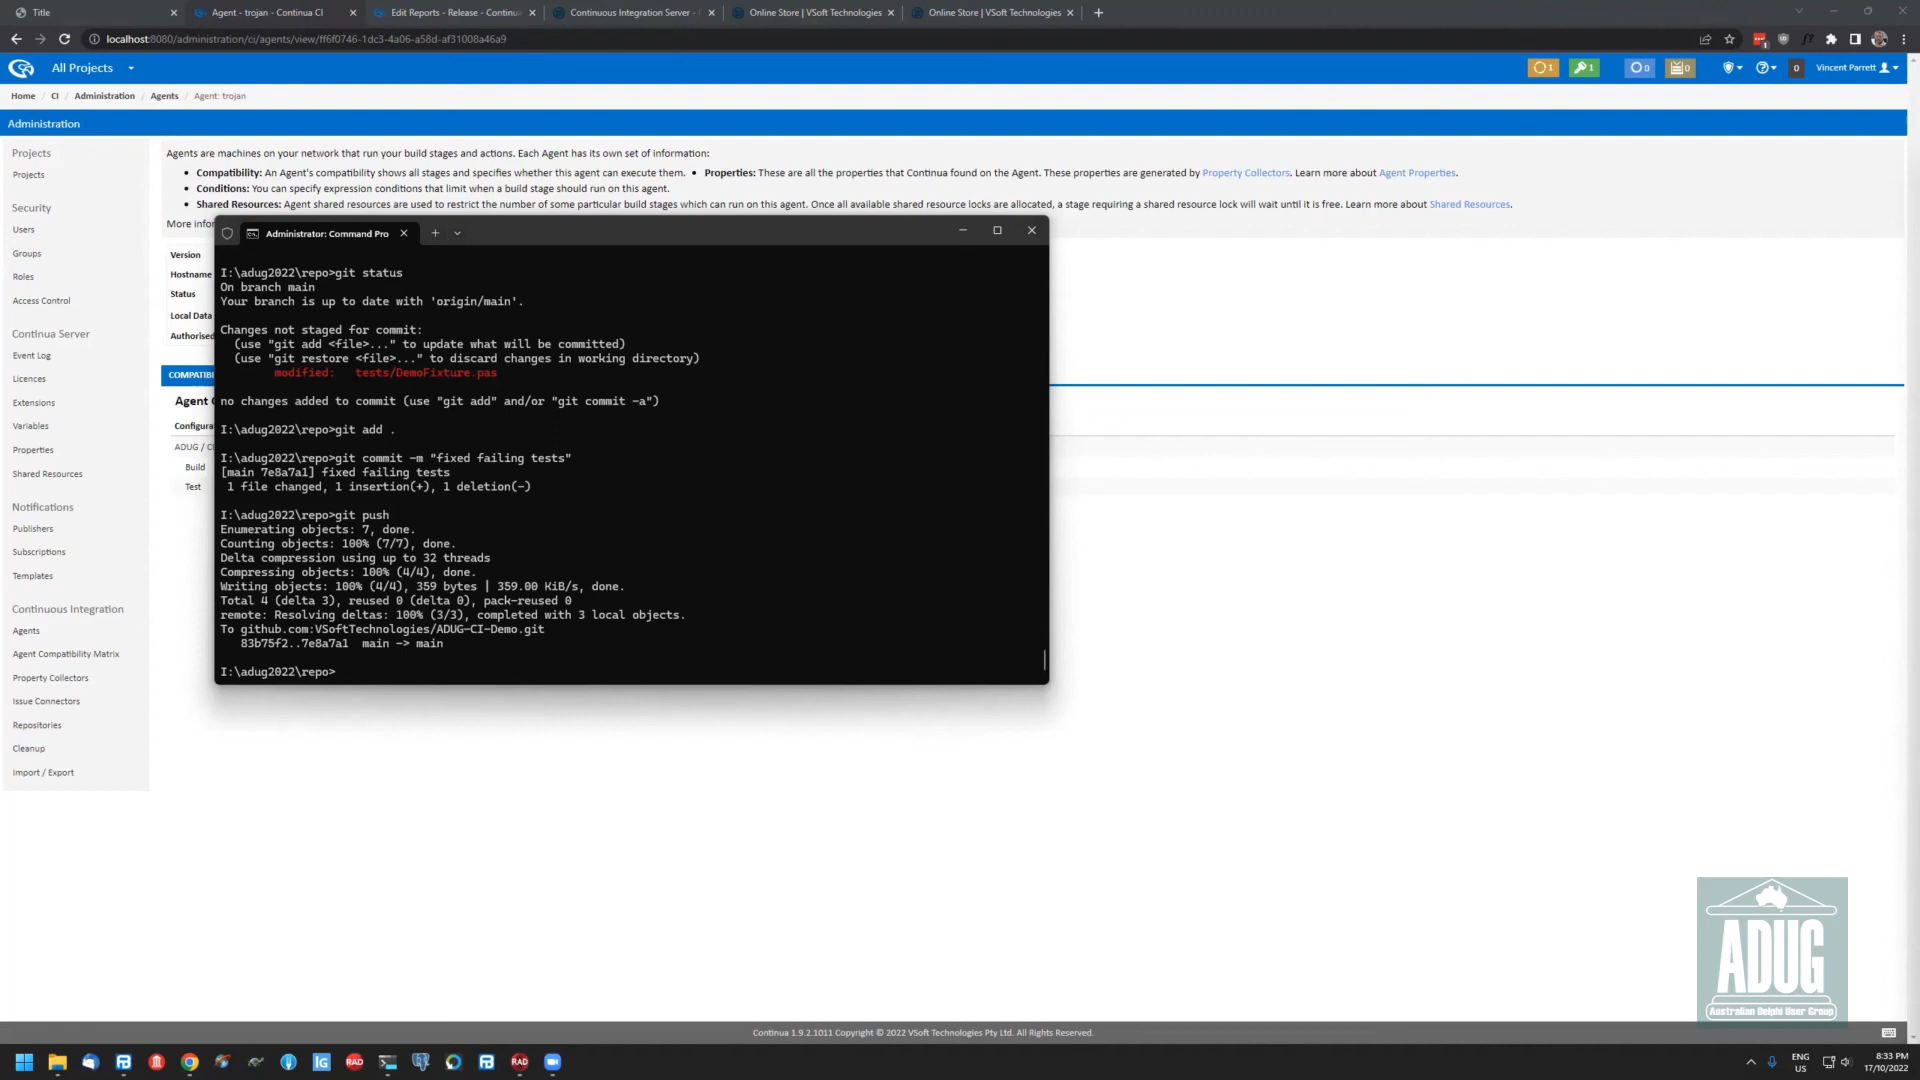 Title
Agent - trojan - Continua CI
Edit Reports - Release - Continu
Continuous Integration Server -
Online Store | VSoft Technologies
Online Store | VSoft Technologies
localhost:8080/administration/ci/agents/view/ff6f0746-1dc3-4a06-a58d-af31008a46a9
All Projects
1
1
0
0
0
Vincent Parrett
Home
CI
Administration
Agents
Agent: trojan
Administration
Projects
Projects
Security
Users
Groups
Roles
Access Control
Continua Server
Event Log
Licences
Extensions
Variables
Properties
Shared Resources
Notifications
Publishers
Subscriptions
Templates
Continuous Integration
Agents
Agent Compatibility Matrix
Property Collectors
Issue Connectors
Repositories
Cleanup
Import / Export
Agents are machines on your network that run your build stages and actions. Each Agent has its own set of information:
• Compatibility: An Agent's compatibility shows all stages and specifies whether this agent can execute them. • Properties: These are all the properties that Continua found on the Agent. These properties are generated by Property Collectors. Learn more about Agent Properties.
• Conditions: You can specify expression conditions that limit when a build stage should run on this agent.
• Shared Resources: Agent shared resources are used to restrict the number of some particular build stages which can run on this agent. Once all available shared resource locks are allocated, a stage requiring a shared resource lock will wait until it is free. Learn more about Shared Resources.
More infor
Version
Hostname
Status
Local Data
Authorised
COMPATIBI
Agent
Configura
ADUG / C
Build
Test
Administrator: Command Pro
I:\adug2022\repo>git status
On branch main
Your branch is up to date with 'origin/main'.
Changes not staged for commit:
(use "git add <file>..." to update what will be committed)
(use "git restore <file>..." to discard changes in working directory)
modified: tests/DemoFixture.pas
no changes added to commit (use "git add" and/or "git commit -a")
I:\adug2022\repo>git add .
I:\adug2022\repo>git commit -m "fixed failing tests"
[main 7e8a7a1] fixed failing tests
1 file changed, 1 insertion(+), 1 deletion(-)
I:\adug2022\repo>git push
Enumerating objects: 7, done.
Counting objects: 100% (7/7), done.
Delta compression using up to 32 threads
Compressing objects: 100% (4/4), done.
Writing objects: 100% (4/4), 359 bytes | 359.00 KiB/s, done.
Total 4 (delta 3), reused 0 (delta 0), pack-reused 0
remote: Resolving deltas: 100% (3/3), completed with 3 local objects.
To github.com:VSoftTechnologies/ADUG-CI-Demo.git
83b75f2..7e8a7a1 main -> main
I:\adug2022\repo>
ADUG
Australian Delphi User Group
Continua 1.9.2.1011 Copyright © 2022 VSoft Technologies Pty Ltd. All Rights Reserved.
IG
RAD
RAD
ENG
US
8:33 PM
17/10/2022